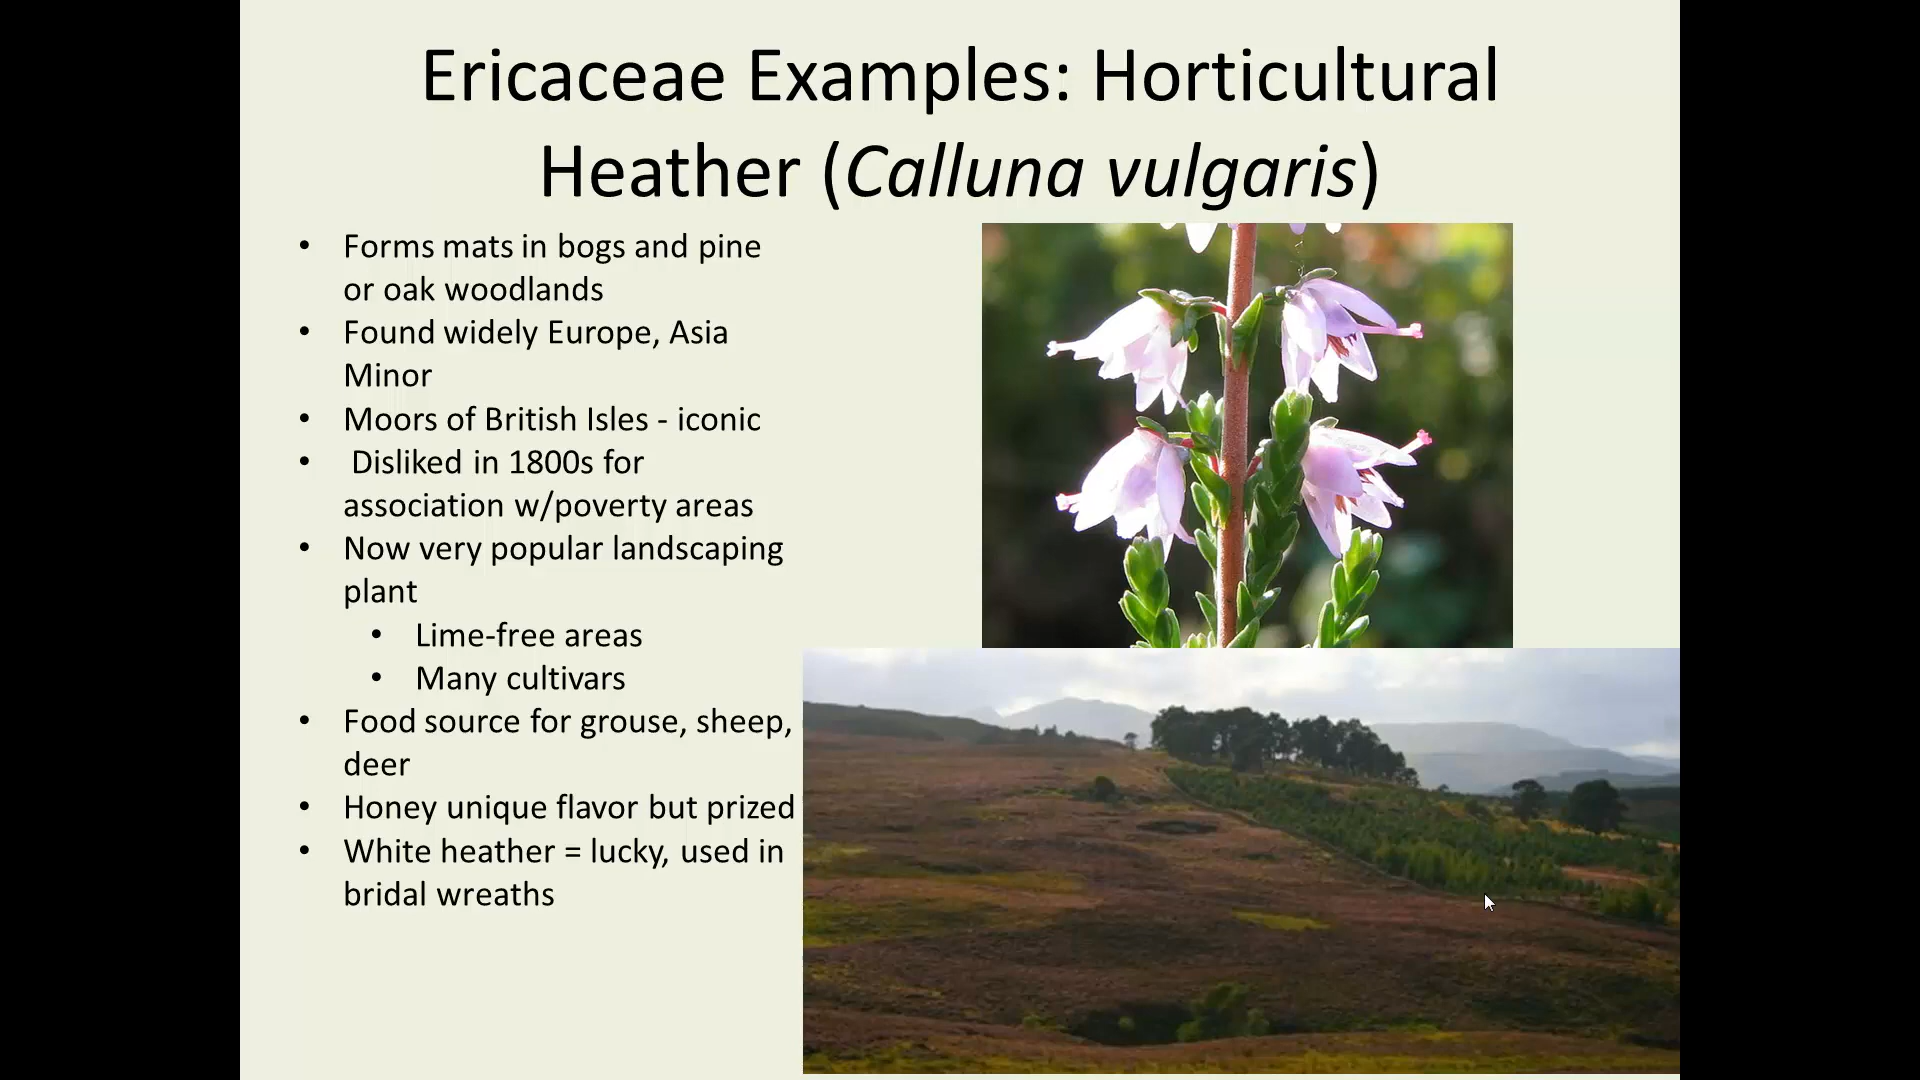 Ericaceae Examples: Horticultural
Heather (Calluna vulgaris)
• Forms mats in bogs and pine
or oak woodlands
• Found widely Europe, Asia
Minor
• Moors of British Isles - iconic
• Disliked in 1800s for
association w/poverty areas
• Now very popular landscaping
plant
• Lime-free areas
• Many cultivars
• Food source for grouse, sheep,
deer
• Honey unique flavor but prized
• White heather = lucky, used in
bridal wreaths